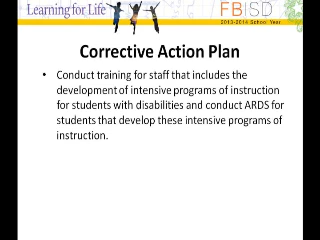 Learning for Life
FBISD
2013-2014 School Year
Corrective Action Plan
• Conduct training for staff that includes the
development of intensive programs of instruction
for students with disabilities and conduct ARDS for
students that develop these intensive programs of
instruction.